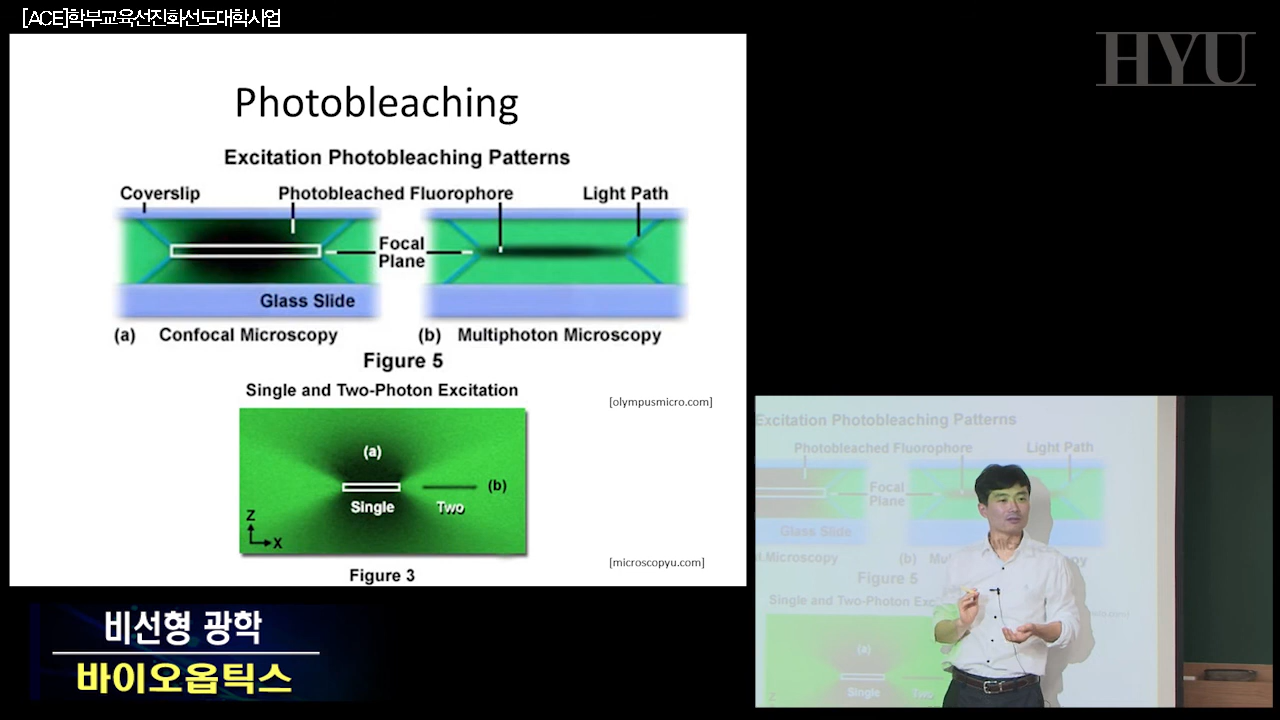 [ACE]학부교육선진화선도대학사업
HYU
Photobleaching
Excitation Photobleaching Patterns
Coverslip
Photobleached Fluorophore
Light Path
Focal
Plane
Glass Slide
(a) Confocal Microscopy
(b) Multiphoton Microscopy
Figure 5
Single and Two-Photon Excitation
[olympusmicro.com]
(a)
(b)
Single
Two
Z
X
[microscopyu.com]
Figure 3
비선형 광학
바이오옵틱스
Excitation Photobleaching Patterns
Photobleached Fluorophore
Light Path
Focal
Plane
Glass Slide
al Microscopy
(b) Mu
py
Figure 5
Single and Two-Photon Exc
(a)
Single
Two
Z